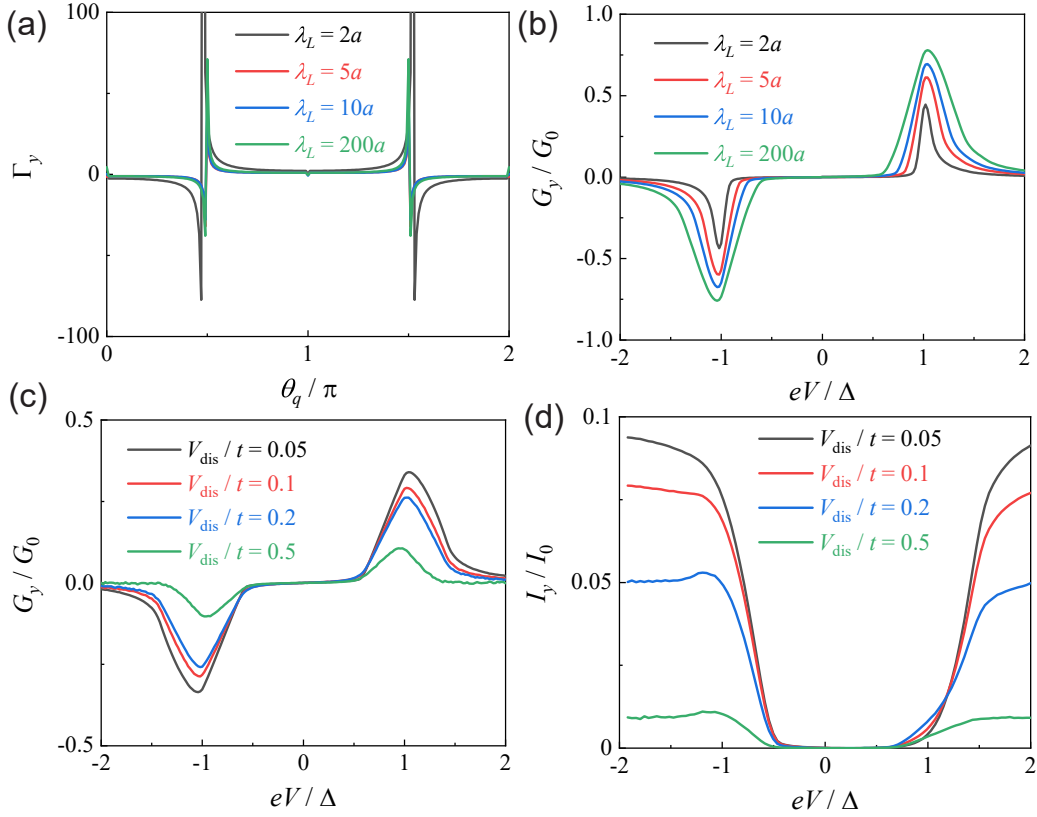 (a)
100
0
-100
Γy
λL = 2a
λL = 5a
λL = 10a
λL = 200a
0
1
2
θq / π
(b)
1.0
0.5
0.0
-0.5
-1.0
Gy / G0
λL = 2a
λL = 5a
λL = 10a
λL = 200a
-2
-1
0
1
2
eV / Δ
(c)
0.5
0.0
-0.5
Gy / G0
Vdis / t = 0.05
Vdis / t = 0.1
Vdis / t = 0.2
Vdis / t = 0.5
-2
-1
0
1
2
eV / Δ
(d)
0.1
0.05
0
Iy / I0
Vdis / t = 0.05
Vdis / t = 0.1
Vdis / t = 0.2
Vdis / t = 0.5
-2
-1
0
1
2
eV / Δ